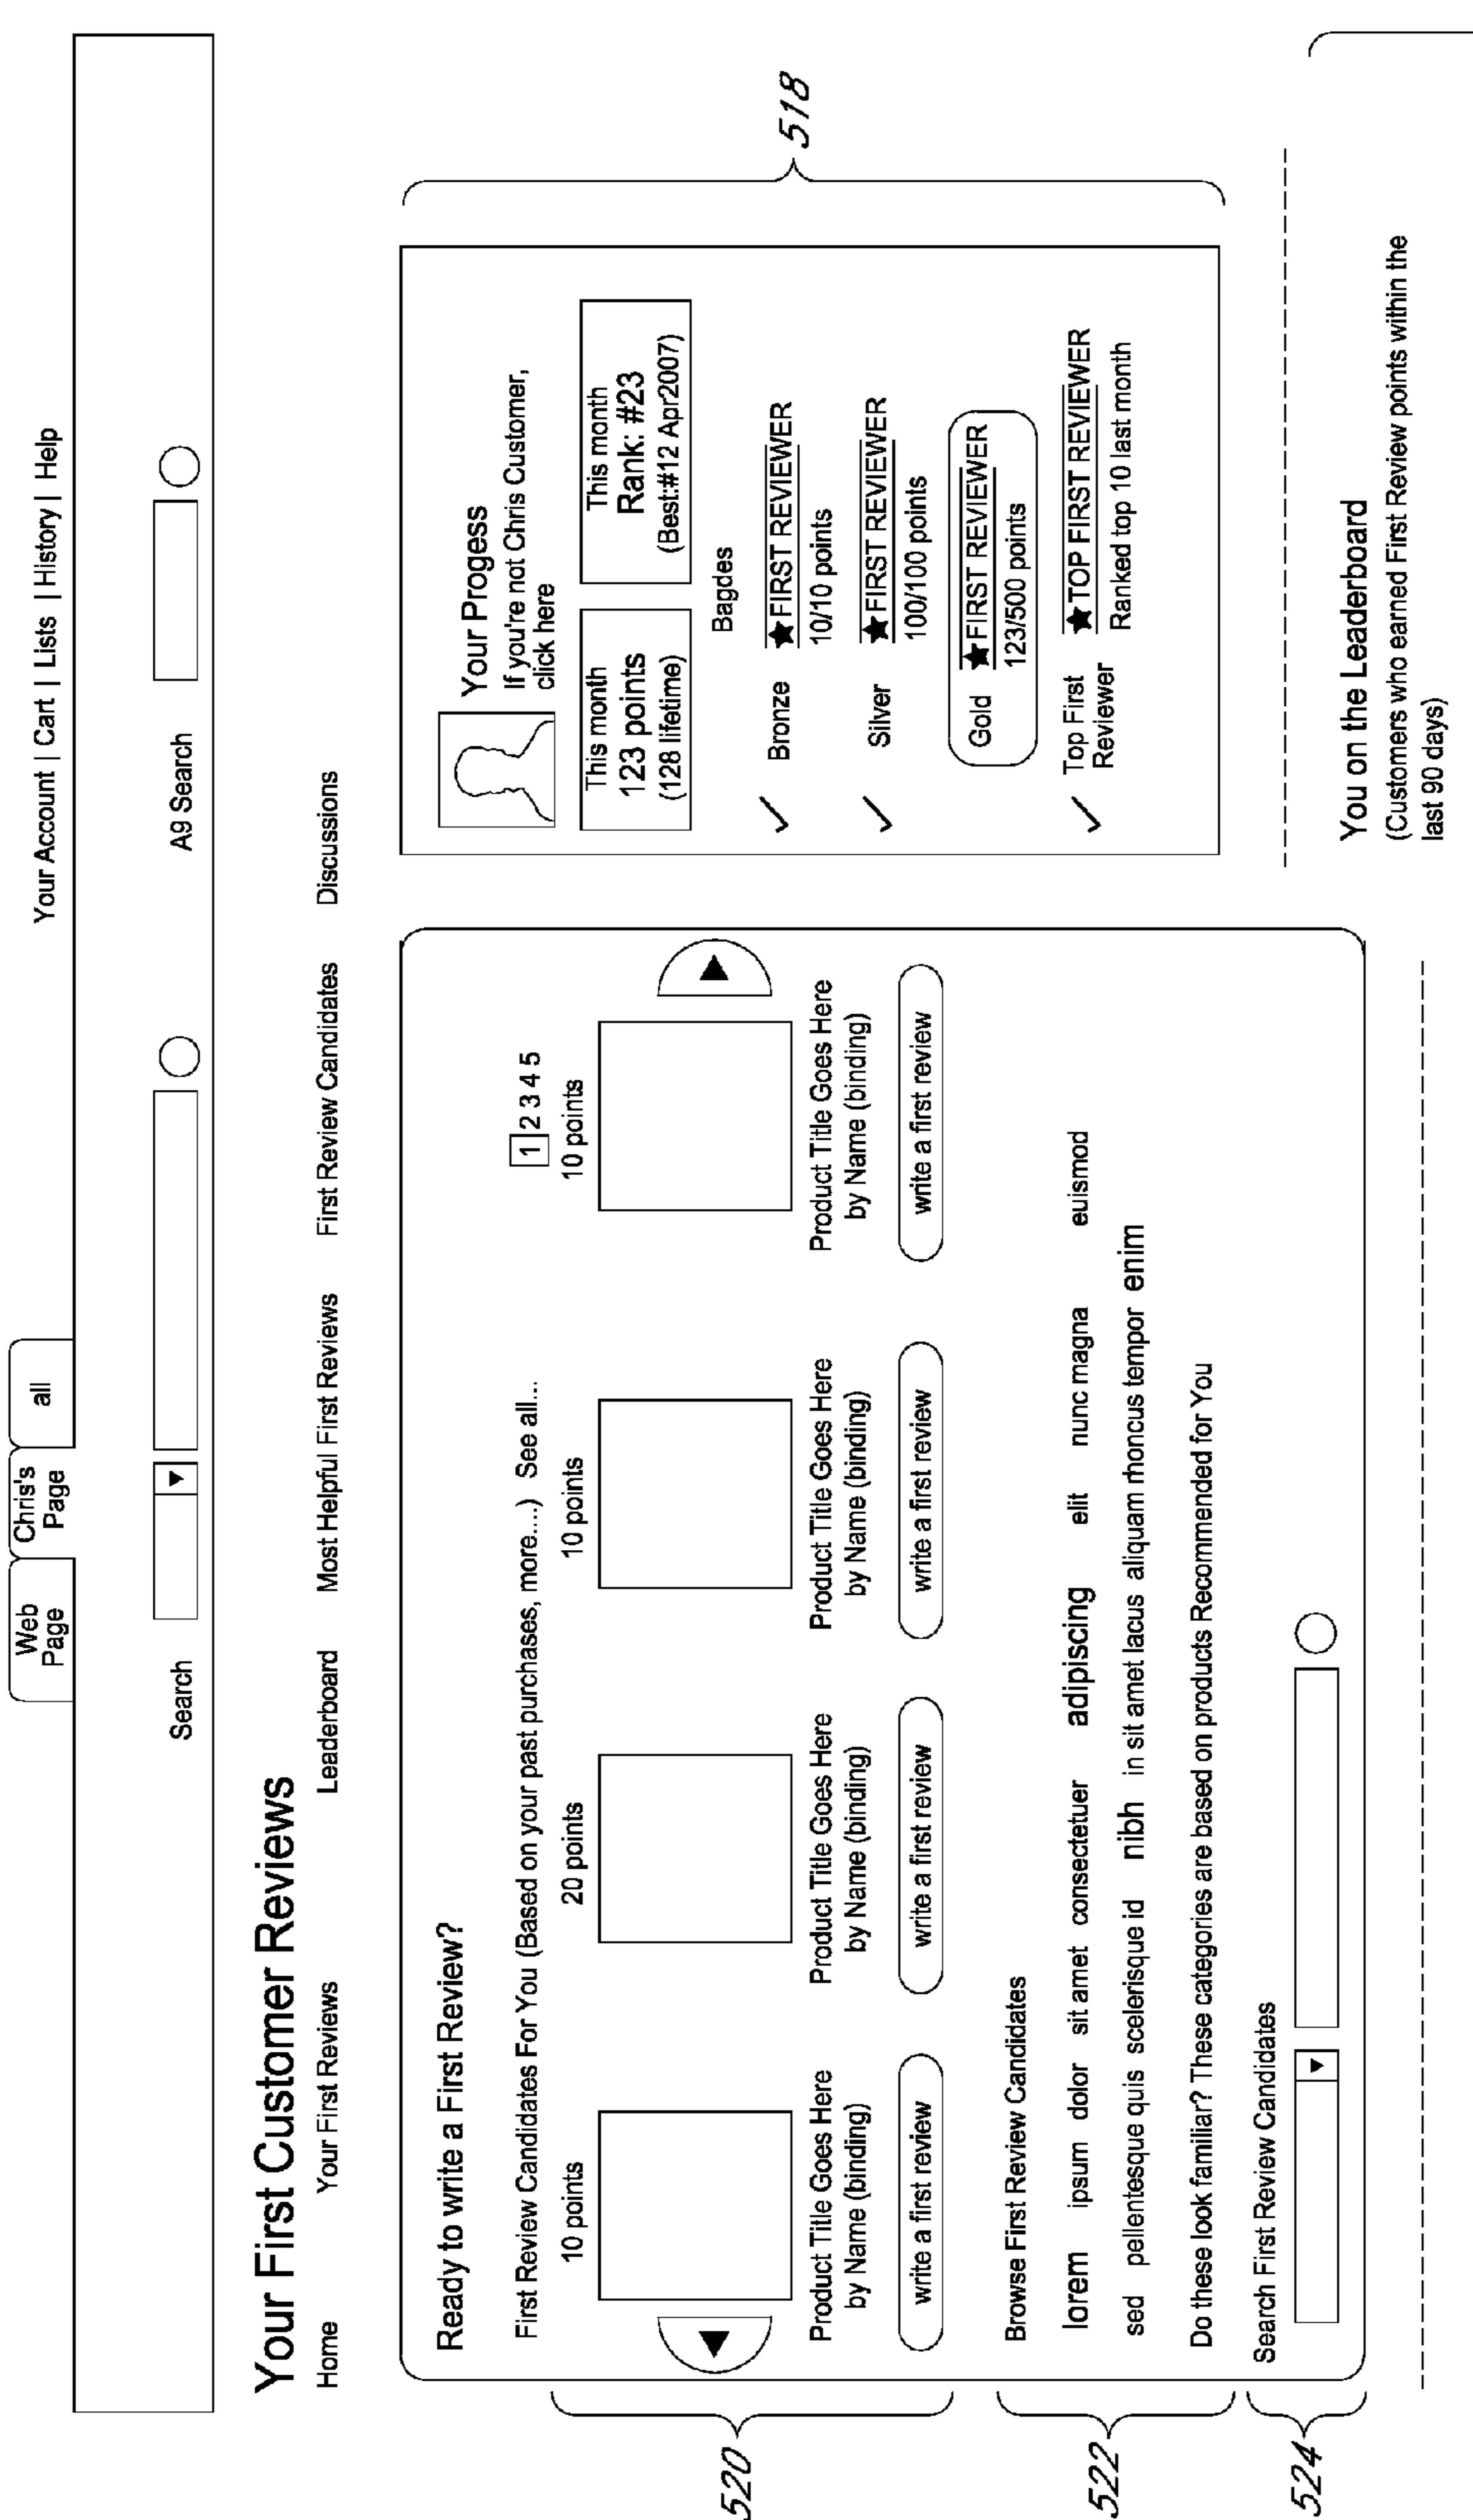 Web
Page
Chris's
Page
all
Your Account | Cart | Lists | History | Help
Search
A9 Search
Your First Customer Reviews
Home Your First Reviews Leaderboard Most Helpful First Reviews First Review Candidates Discussions
Ready to write a First Review?
First Review Candidates For You (Based on your past purchases, more....) See all...
1 2 3 4 5
10 points 20 points 10 points 10 points
Product Title Goes Here Product Title Goes Here Product Title Goes Here Product Title Goes Here
by Name (binding) by Name (binding) by Name (binding) by Name (binding)
write a first review write a first review write a first review write a first review
520
Browse First Review Candidates
lorem ipsum dolor sit amet consectetuer adipiscing elit nunc magna euismod
sed pellentesque quis scelerisque id nibh in sit amet lacus aliquam rhoncus tempor enim
Do these look familiar? These categories are based on products Recommended for You
522
Search First Review Candidates
524
Your Progess
If you're not Chris Customer,
click here
This month
123 points
(128 lifetime)
This month
Rank: #23
(Best:#12 Apr2007)
Bagdes
Bronze ★FIRST REVIEWER
10/10 points
Silver ★FIRST REVIEWER
100/100 points
Gold ★FIRST REVIEWER
123/500 points
Top First ★TOP FIRST REVIEWER
Reviewer Ranked top 10 last month
518
You on the Leaderboard
(Customers who earned First Review points within the
last 90 days)